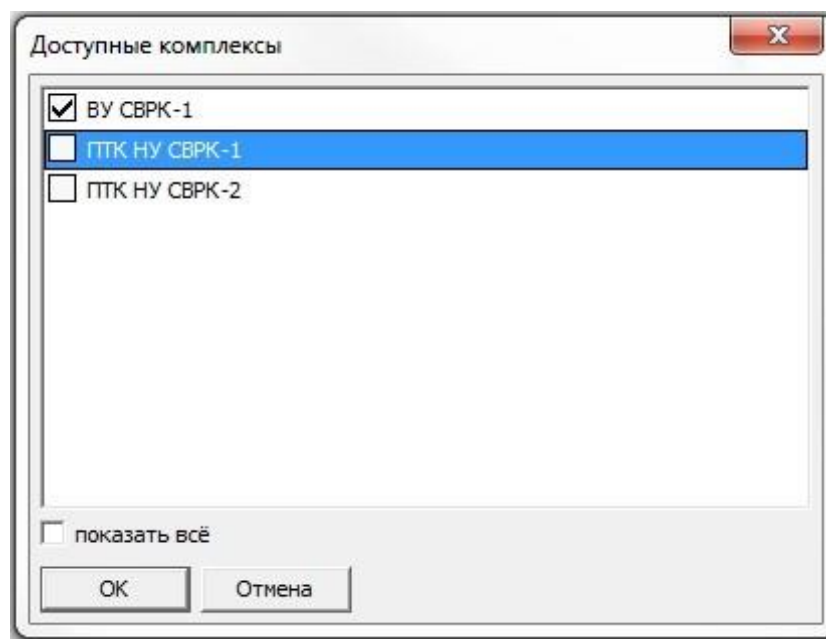 Доступные комплексы
ВУ СВРК-1
ПТК НУ СВРК-1
ПТК НУ СВРК-2
показать всё
ОК
Отмена